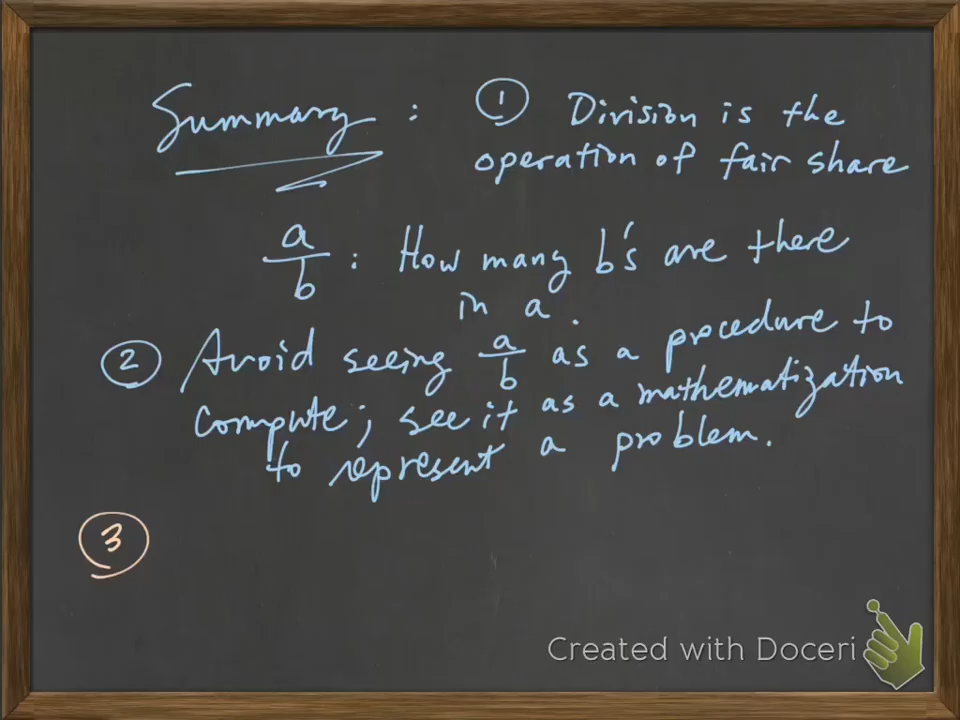 Summary : ① Division is the
operation of fair share
a/b : How many b's are there
in a.
② Avoid seeing a/b as a procedure to
compute; see it as a mathematization
to represent a problem.
③
Created with Doceri